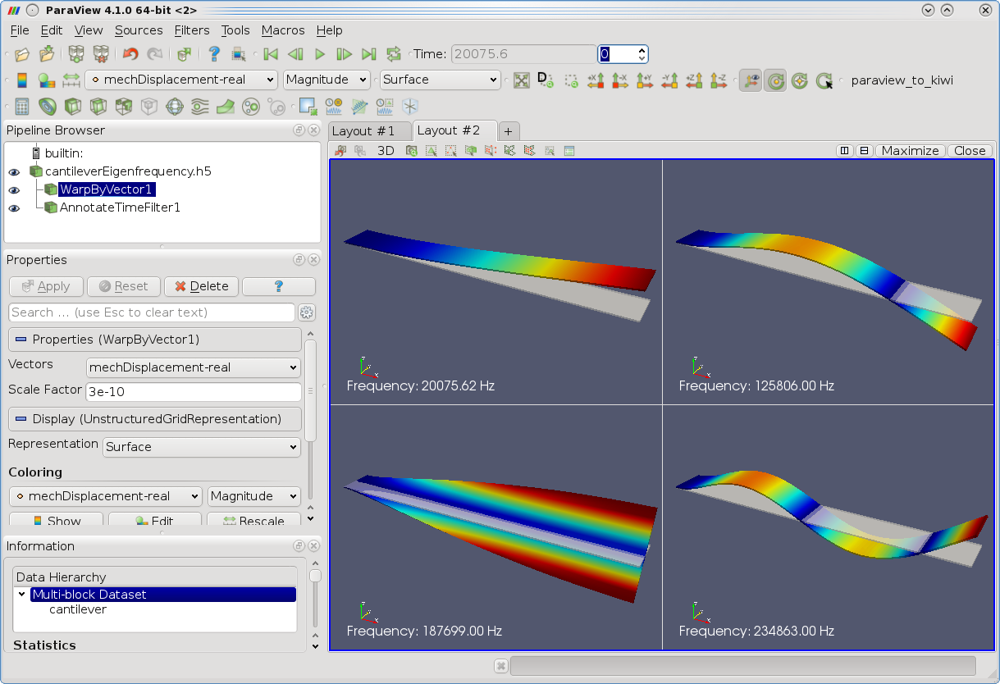 ParaView 4.1.0 64-bit <2>
File Edit View Sources Filters Tools Macros Help
Time: 20075.6 0
mechDisplacement-real Magnitude Surface D +X -X +Y -Y +Z -Z paraview_to_kiwi
Pipeline Browser
builtin:
cantileverEigenfrequency.h5
WarpByVector1
AnnotateTimeFilter1
Properties
Apply Reset Delete ?
Search ... (use Esc to clear text)
Properties (WarpByVector1)
Vectors mechDisplacement-real
Scale Factor 3e-10
Display (UnstructuredGridRepresentation)
Representation Surface
Coloring
mechDisplacement-real Magnitude
Show Edit Rescale
Information
Data Hierarchy
Multi-block Dataset
cantilever
Statistics
Layout #1 Layout #2 +
3D Maximize Close
Frequency: 20075.62 Hz
Frequency: 125806.00 Hz
Frequency: 187699.00 Hz
Frequency: 234863.00 Hz